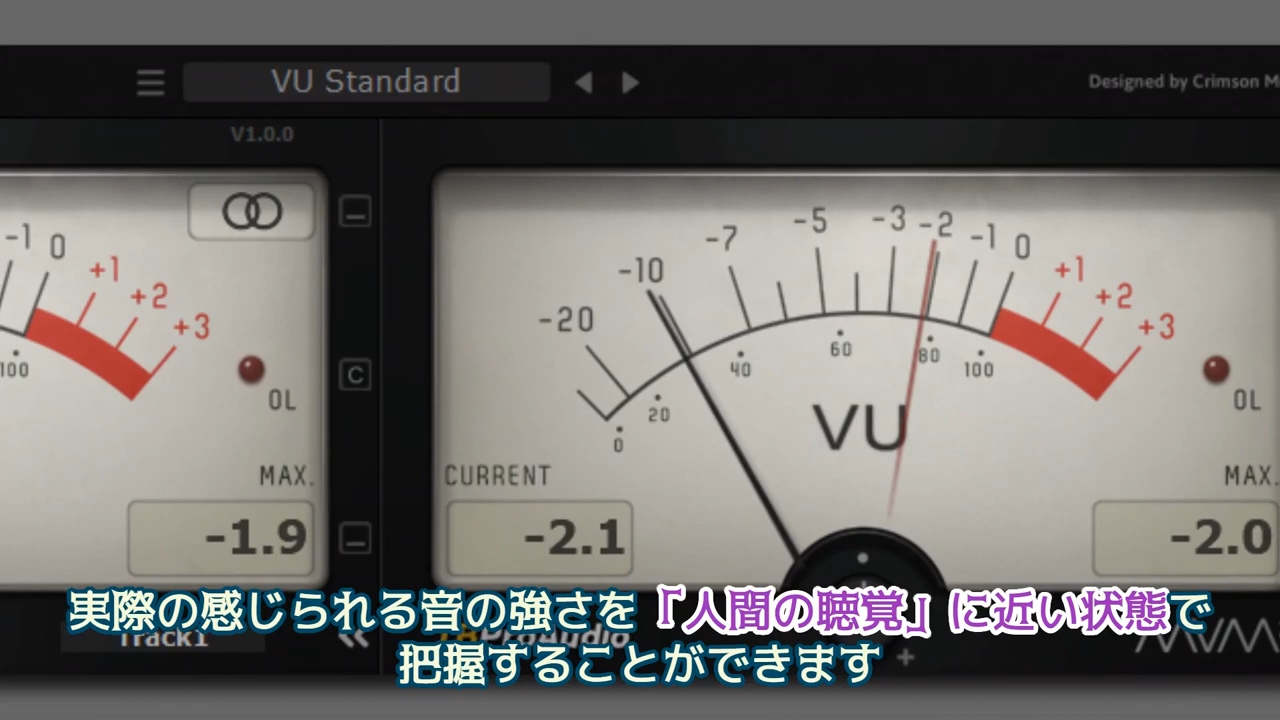 VU Standard
Designed by Crimson M
V1.0.0
-1 0 +1 +2 +3
100
OL
MAX.
-1.9
C
-20 -10 -7 -5 -3 -2 -1 0 +1 +2 +3
0 20 40 60 80 100
VU
OL
CURRENT
-2.1
MAX.
-2.0
実際の感じられる音の強さを「人間の聴覚」に近い状態で
把握することができます
Track1
ProAudio